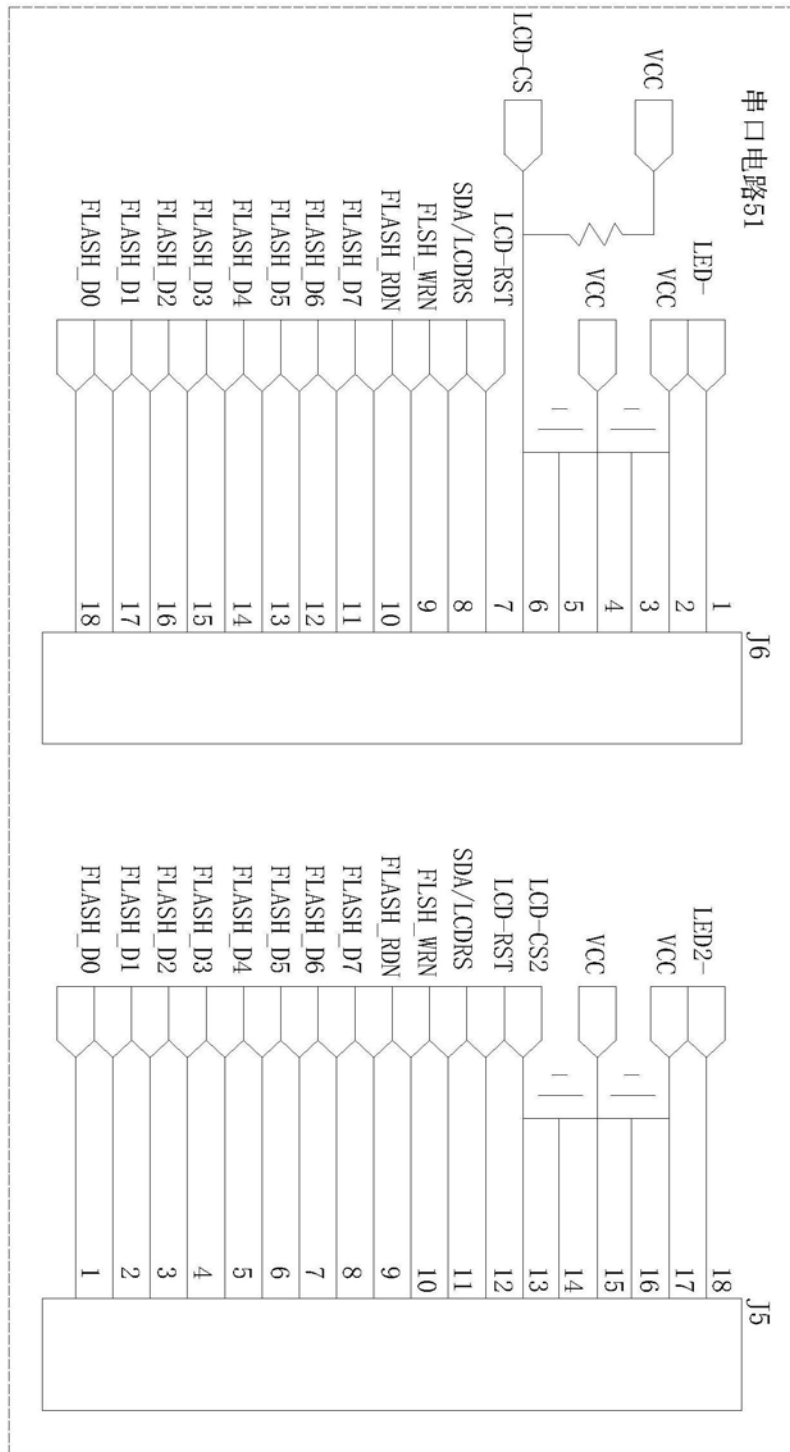 串口电路51
VCC
LCD-CS
LED-
VCC
VCC
LCD-RST
SDA/LCDRS
FLSH_WRN
FLASH_RDN
FLASH_D7
FLASH_D6
FLASH_D5
FLASH_D4
FLASH_D3
FLASH_D2
FLASH_D1
FLASH_D0
J6
1
2
3
4
5
6
7
8
9
10
11
12
13
14
15
16
17
18
LED2-
VCC
VCC
LCD-CS2
LCD-RST
SDA/LCDRS
FLSH_WRN
FLASH_RDN
FLASH_D7
FLASH_D6
FLASH_D5
FLASH_D4
FLASH_D3
FLASH_D2
FLASH_D1
FLASH_D0
J5
18
17
16
15
14
13
12
11
10
9
8
7
6
5
4
3
2
1